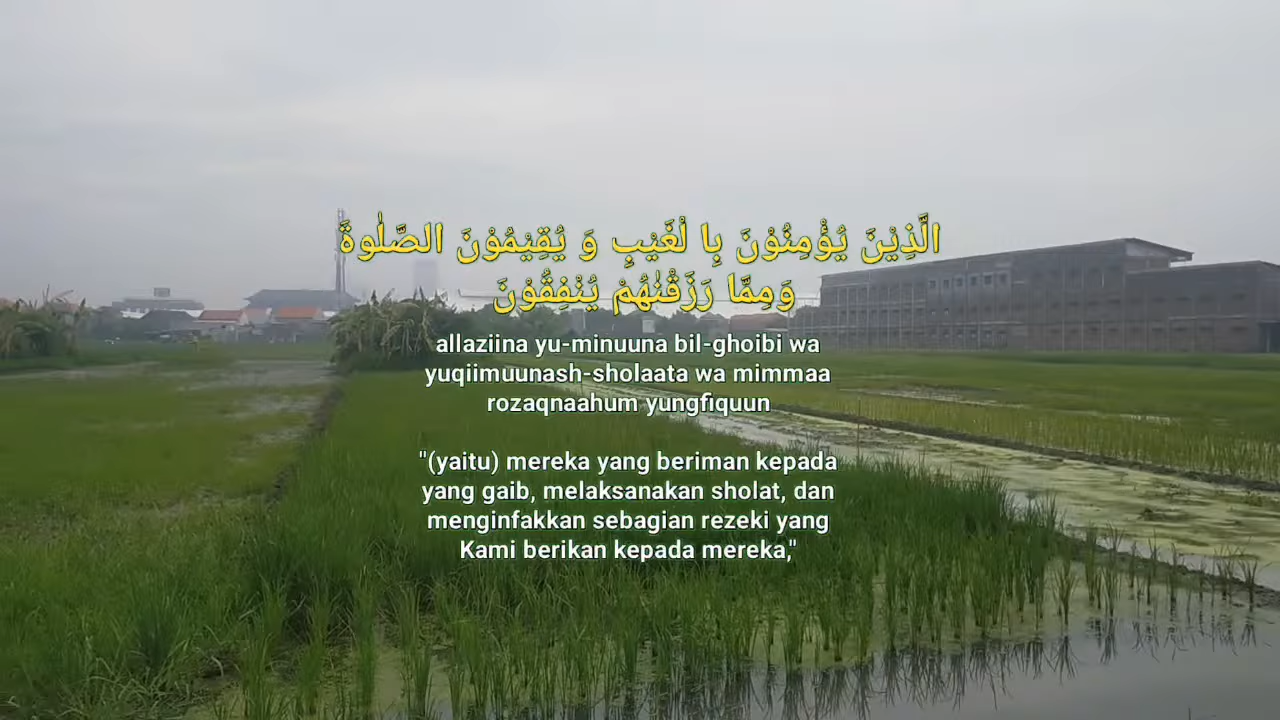 الَّذِيْنَ يُؤْمِنُوْنَ بِا لْغَيْبِ وَ يُقِيْمُوْنَ الصَّلٰوةَ
وَمِمَّا رَزَقْنٰهُمْ يُنْفِقُوْنَ
allaziina yu-minuuna bil-ghoibi wa
yuqiimuunash-sholaata wa mimmaa
rozaqnaahum yungfiquun
"(yaitu) mereka yang beriman kepada
yang gaib, melaksanakan sholat, dan
menginfakkan sebagian rezeki yang
Kami berikan kepada mereka,"